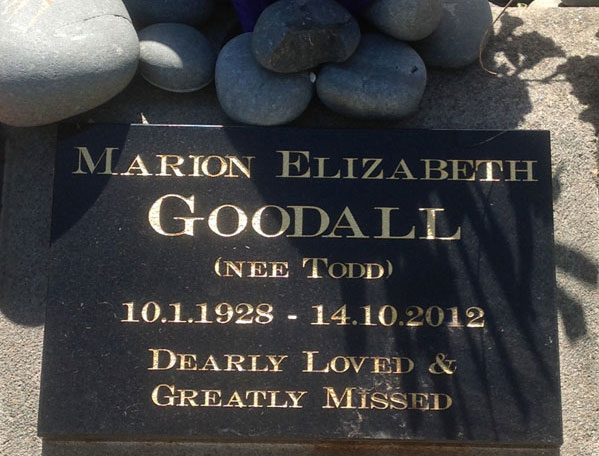 Marion Elizabeth
Goodall
(nee Todd)
10.1.1928 - 14.10.2012
Dearly Loved &
Greatly Missed